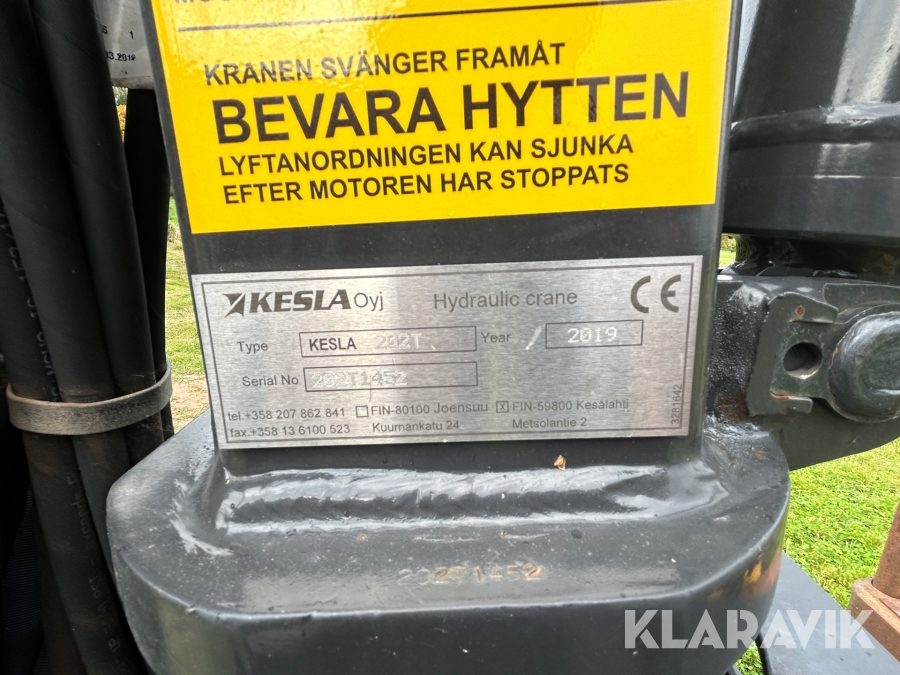 KRANEN SVÄNGER FRAMÅT
BEVARA HYTTEN
LYFTANORDNINGEN KAN SJUNKA
EFTER MOTOREN HAR STOPPATS
KESLA Oyj Hydraulic crane CE
Type KESLA 202T Year / 2019
Serial No 202T1452
tel.+358 207 862 841 FIN-80100 Joensuu X FIN-59800 Kesälahti
fax.+358 13 6100 523 Kuurnankatu 24 Metsolantie 2
3281642
202T1452
KLARAVIK